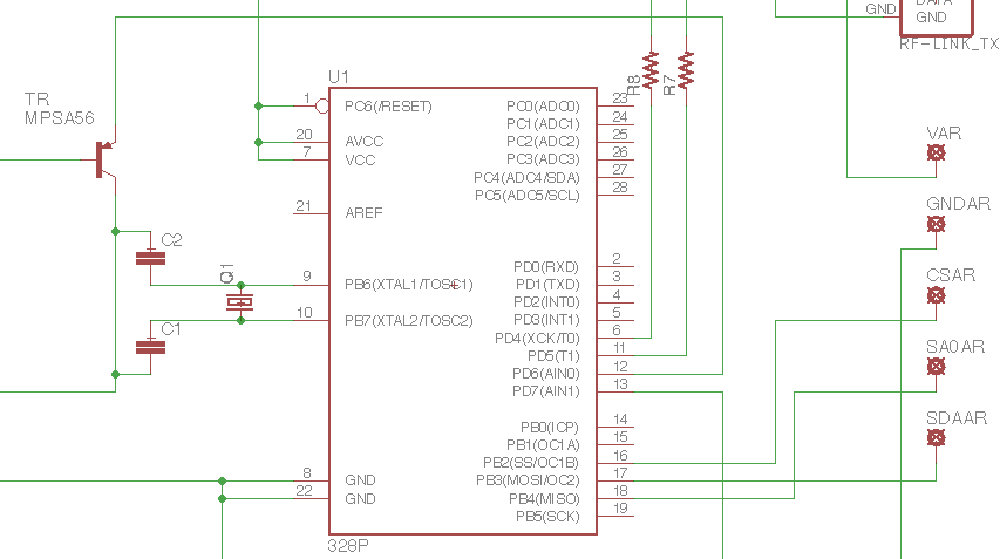 GND
GND
RF-LINK_TX
TR
MPSA56
U1
R8
R7
1
PC6(/RESET)
20
AVCC
7
VCC
21
AREF
9
PB6(XTAL1/TOSC1)
10
PB7(XTAL2/TOSC2)
8
GND
22
GND
PC0(ADC0)
23
PC1(ADC1)
24
PC2(ADC2)
25
PC3(ADC3)
26
PC4(ADC4/SDA)
27
PC5(ADC5/SCL)
28
PD0(RXD)
2
PD1(TXD)
3
PD2(INT0)
4
PD3(INT1)
5
PD4(XCK/T0)
6
PD5(T1)
11
PD6(AIN0)
12
PD7(AIN1)
13
PB0(ICP)
14
PB1(OC1A)
15
PB2(SS/OC1B)
16
PB3(MOSI/OC2)
17
PB4(MISO)
18
PB5(SCK)
19
328P
C2
Q1
C1
VAR
GNDAR
CSAR
SA0AR
SDAAR